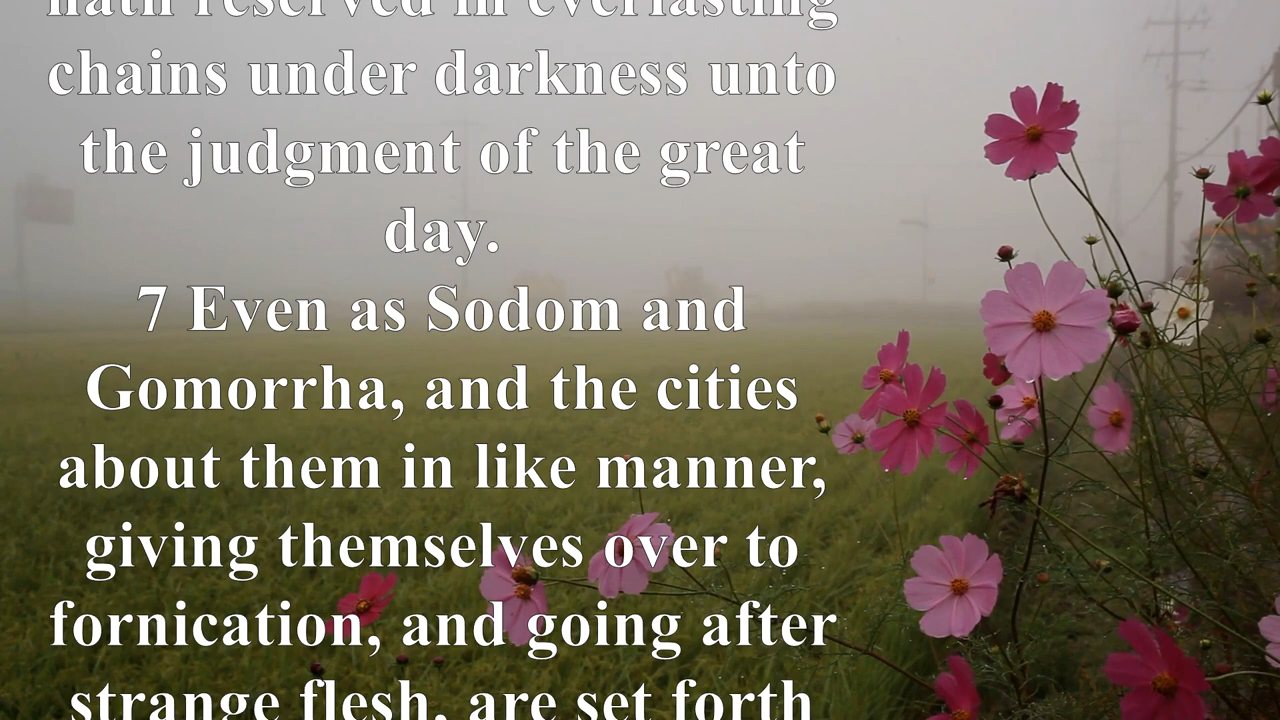 hath reserved in everlasting
chains under darkness unto
the judgment of the great
day.
7 Even as Sodom and
Gomorrha, and the cities
about them in like manner,
giving themselves over to
fornication, and going after
strange flesh, are set forth